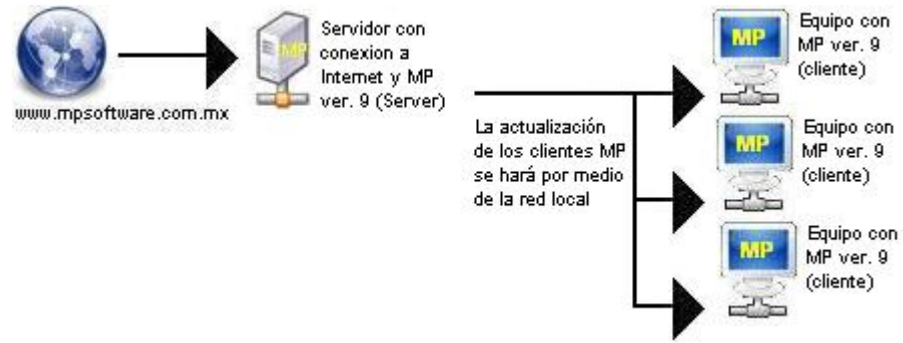 www.mpsoftware.com.mx
MP
Servidor con
conexion a
Internet y MP
ver. 9 (Server)
La actualización
de los clientes MP
se hará por medio
de la red local
MP
Equipo con
MP ver. 9
(cliente)
MP
Equipo con
MP ver. 9
(cliente)
MP
Equipo con
MP ver. 9
(cliente)